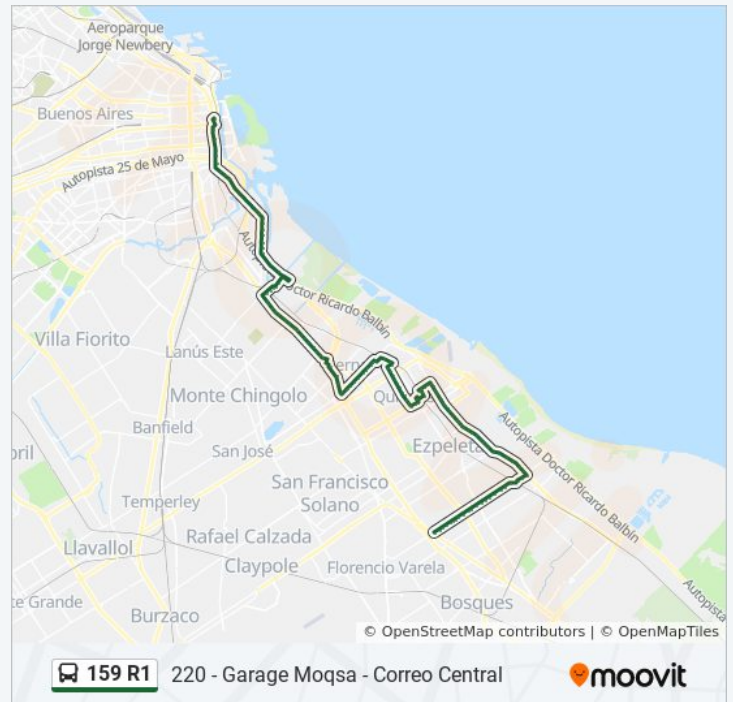 Aeroparque
Jorge Newbery
Buenos Aires
Autopista 25 de Mayo
Doctor Ricardo Balbín
Villa Fiorito
Lanús Este
Monte Chingolo
Banfield
San José
Ezpeleta
Autopista Doctor Ricardo Balbín
San Francisco
Solano
Temperley
Rafael Calzada
Llavallol
Claypole
Florencio Varela
Autopista
Bosques
Burzaco
© OpenStreetMap contributors | © OpenMapTiles
159 R1 220 - Garage Moqsa - Correo Central moovit